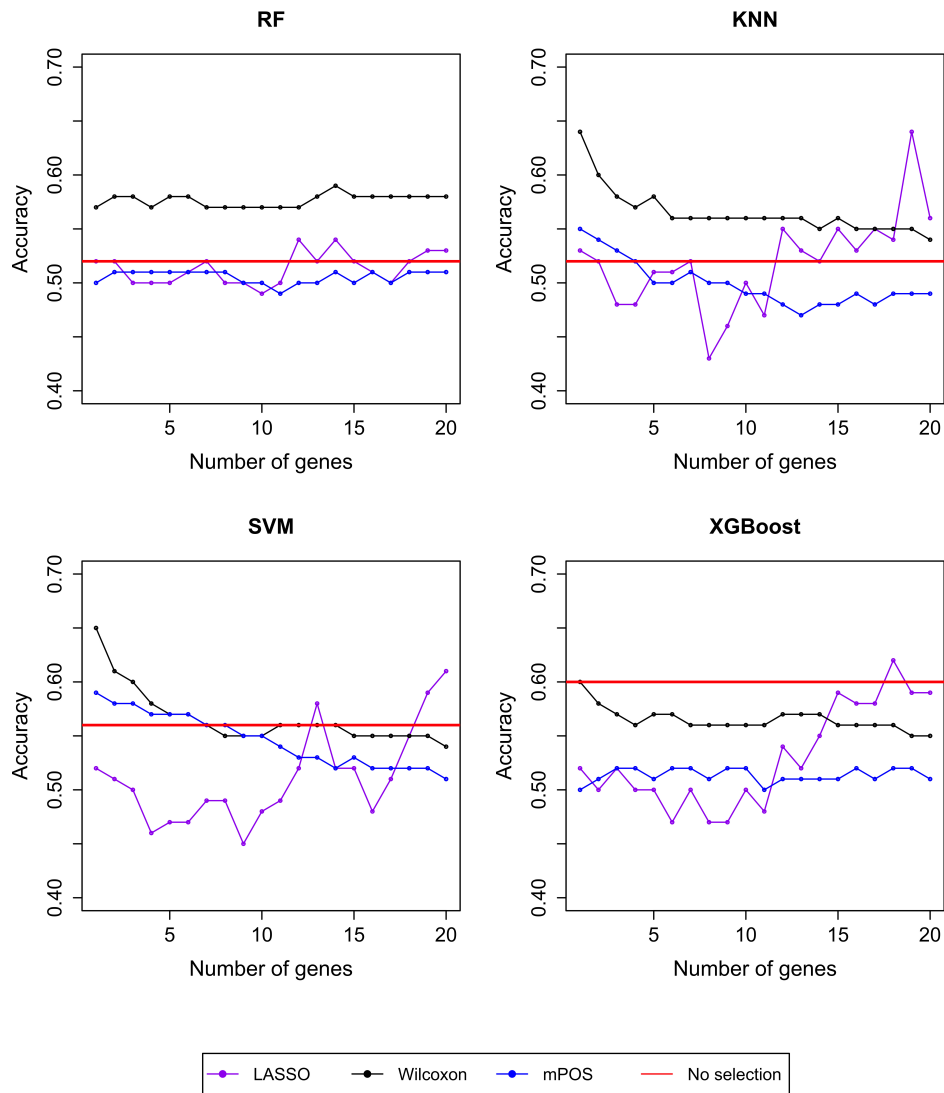 RF
KNN
0.70
0.60
0.50
0.40
Accuracy
5 10 15 20
Number of genes
0.70
0.60
0.50
0.40
Accuracy
5 10 15 20
Number of genes
SVM
XGBoost
0.70
0.60
0.50
0.40
Accuracy
5 10 15 20
Number of genes
0.70
0.60
0.50
0.40
Accuracy
5 10 15 20
Number of genes
LASSO Wilcoxon mPOS No selection